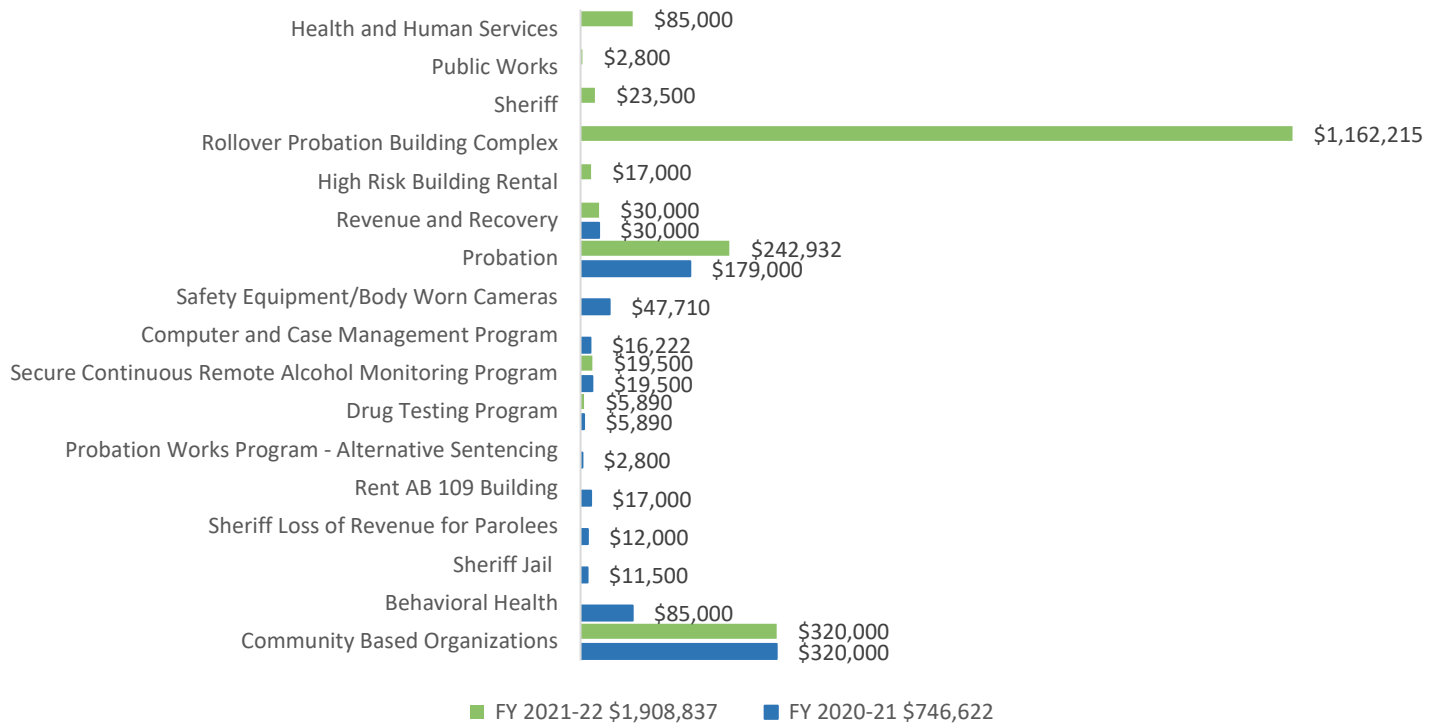 Health and Human Services
$85,000
Public Works
$2,800
Sheriff
$23,500
Rollover Probation Building Complex
$1,162,215
High Risk Building Rental
$17,000
Revenue and Recovery
$30,000
$30,000
Probation
$242,932
$179,000
Safety Equipment/Body Worn Cameras
$47,710
Computer and Case Management Program
$16,222
Secure Continuous Remote Alcohol Monitoring Program
$19,500
$19,500
Drug Testing Program
$5,890
$5,890
Probation Works Program - Alternative Sentencing
$2,800
Rent AB 109 Building
$17,000
Sheriff Loss of Revenue for Parolees
$12,000
Sheriff Jail
$11,500
Behavioral Health
$85,000
Community Based Organizations
$320,000
$320,000
FY 2021-22 $1,908,837 FY 2020-21 $746,622